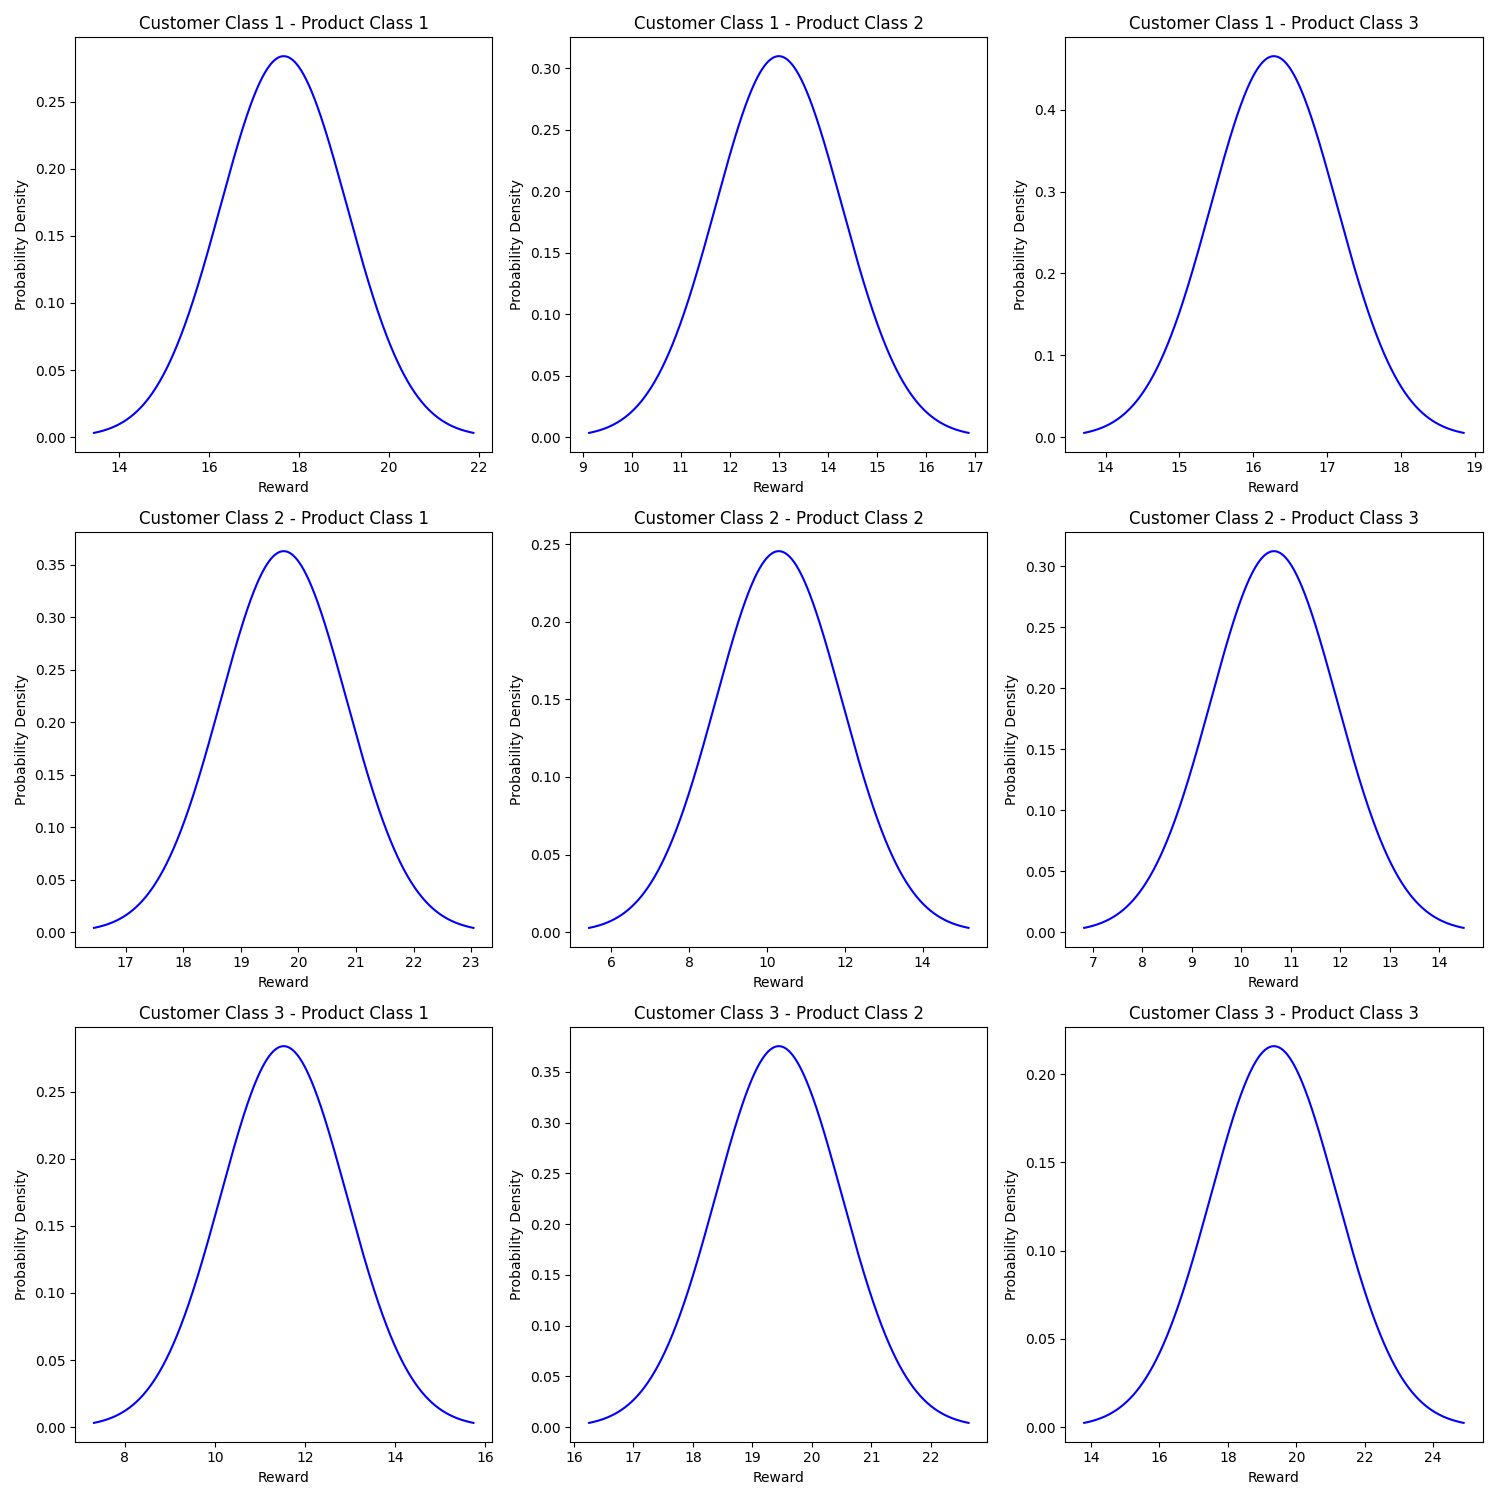 Customer Class 1 - Product Class 1
Probability Density
0.25
0.20
0.15
0.10
0.05
0.00
14 16 18 20 22
Reward
Customer Class 1 - Product Class 2
Probability Density
0.30
0.25
0.20
0.15
0.10
0.05
0.00
9 10 11 12 13 14 15 16 17
Reward
Customer Class 1 - Product Class 3
Probability Density
0.4
0.3
0.2
0.1
0.0
14 15 16 17 18 19
Reward
Customer Class 2 - Product Class 1
Probability Density
0.35
0.30
0.25
0.20
0.15
0.10
0.05
0.00
17 18 19 20 21 22 23
Reward
Customer Class 2 - Product Class 2
Probability Density
0.25
0.20
0.15
0.10
0.05
0.00
6 8 10 12 14
Reward
Customer Class 2 - Product Class 3
Probability Density
0.30
0.25
0.20
0.15
0.10
0.05
0.00
7 8 9 10 11 12 13 14
Reward
Customer Class 3 - Product Class 1
Probability Density
0.25
0.20
0.15
0.10
0.05
0.00
8 10 12 14 16
Reward
Customer Class 3 - Product Class 2
Probability Density
0.35
0.30
0.25
0.20
0.15
0.10
0.05
0.00
16 17 18 19 20 21 22
Reward
Customer Class 3 - Product Class 3
Probability Density
0.20
0.15
0.10
0.05
0.00
14 16 18 20 22 24
Reward